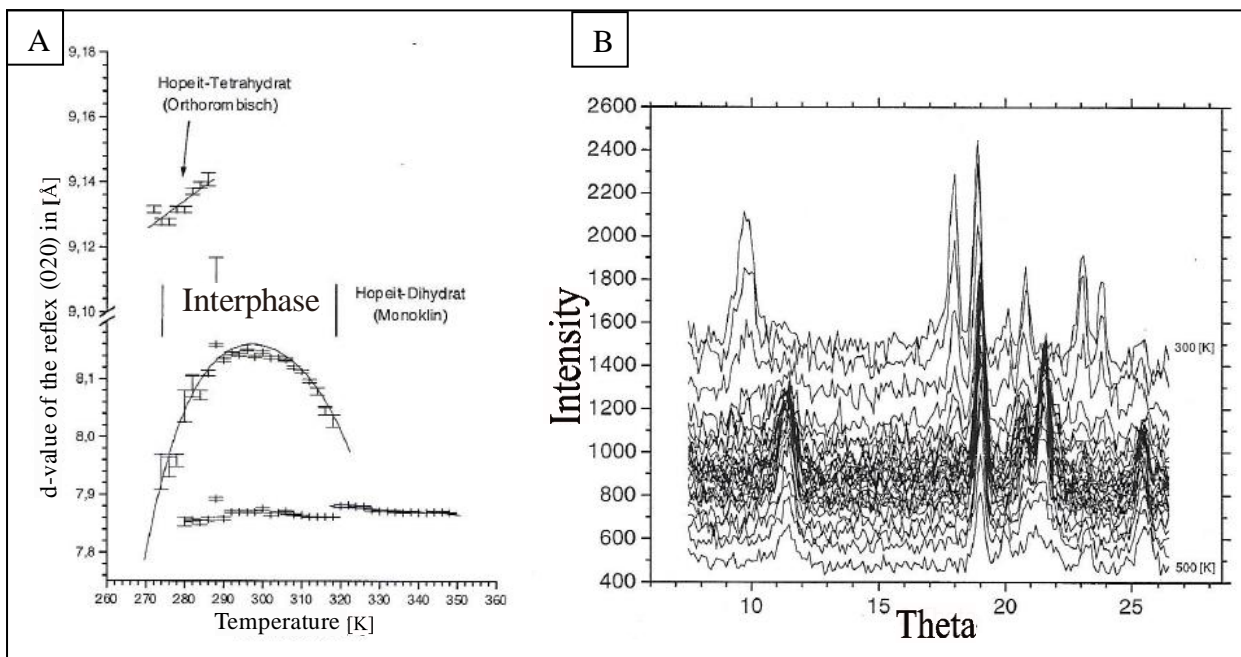 A
9,18
9,16
9,14
9,12
9,10
8,1
8,0
7,9
7,8
d-value of the reflex (020) in [Å]
Hopeit-Tetrahydrat
(Orthorombisch)
Interphase
Hopeit-Dihydrat
(Monoklin)
260 270 280 290 300 310 320 330 340 350 360
Temperature [K]
B
2600
2400
2200
2000
1800
1600
1400
1200
1000
800
600
400
Intensity
300 [K]
500 [K]
10 15 20 25
Theta